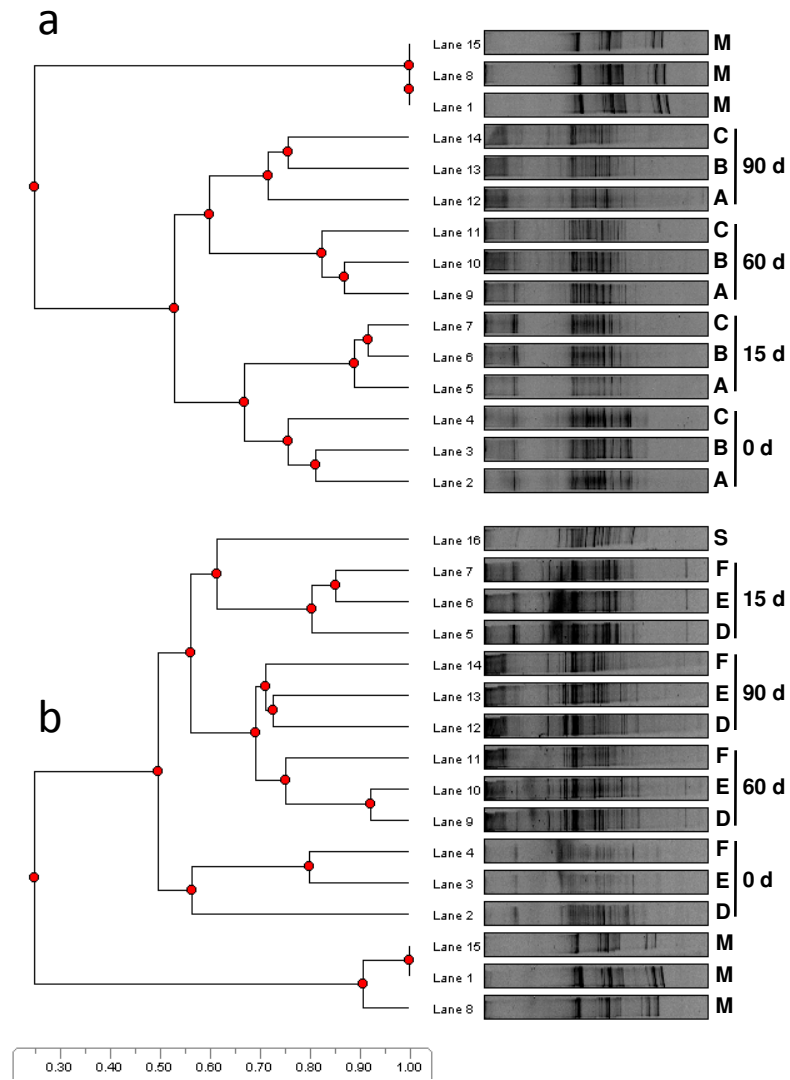 a
Lane 15 M
Lane 8 M
Lane 1 M
Lane 14 C
Lane 13 B 90 d
Lane 12 A
Lane 11 C
Lane 10 B 60 d
Lane 9 A
Lane 7 C
Lane 6 B 15 d
Lane 5 A
Lane 4 C
Lane 3 B 0 d
Lane 2 A
b
Lane 16 S
Lane 7 F
Lane 6 E 15 d
Lane 5 D
Lane 14 F
Lane 13 E 90 d
Lane 12 D
Lane 11 F
Lane 10 E 60 d
Lane 9 D
Lane 4 F
Lane 3 E 0 d
Lane 2 D
Lane 15 M
Lane 1 M
Lane 8 M
0.30 0.40 0.50 0.60 0.70 0.80 0.90 1.00